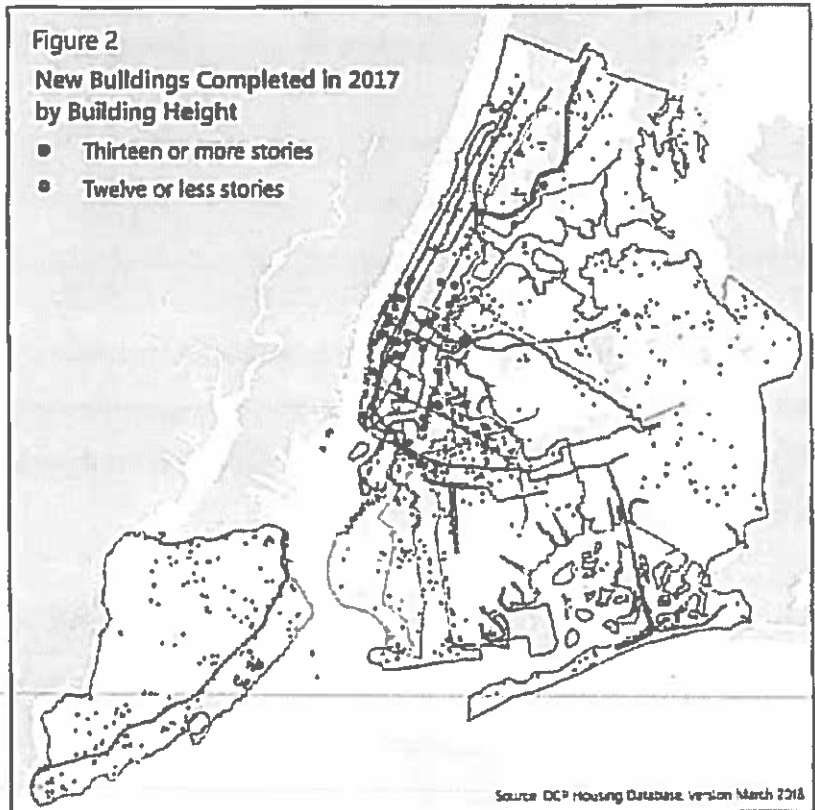 Figure 2
New Buildings Completed in 2017
by Building Height
Thirteen or more stories
Twelve or less stories
Source: DCP Housing Database, Version March 2018